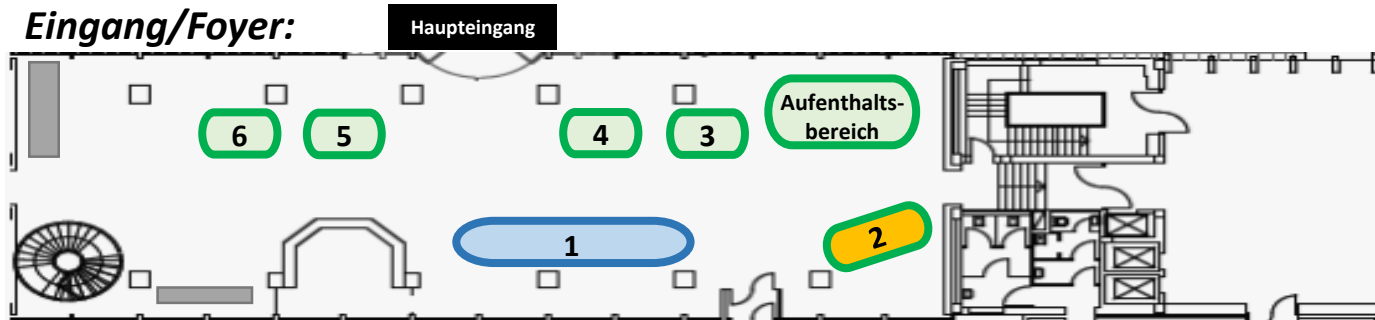 Eingang/Foyer:
Haupteingang
Aufenthalts-
bereich
6
5
4
3
1
2